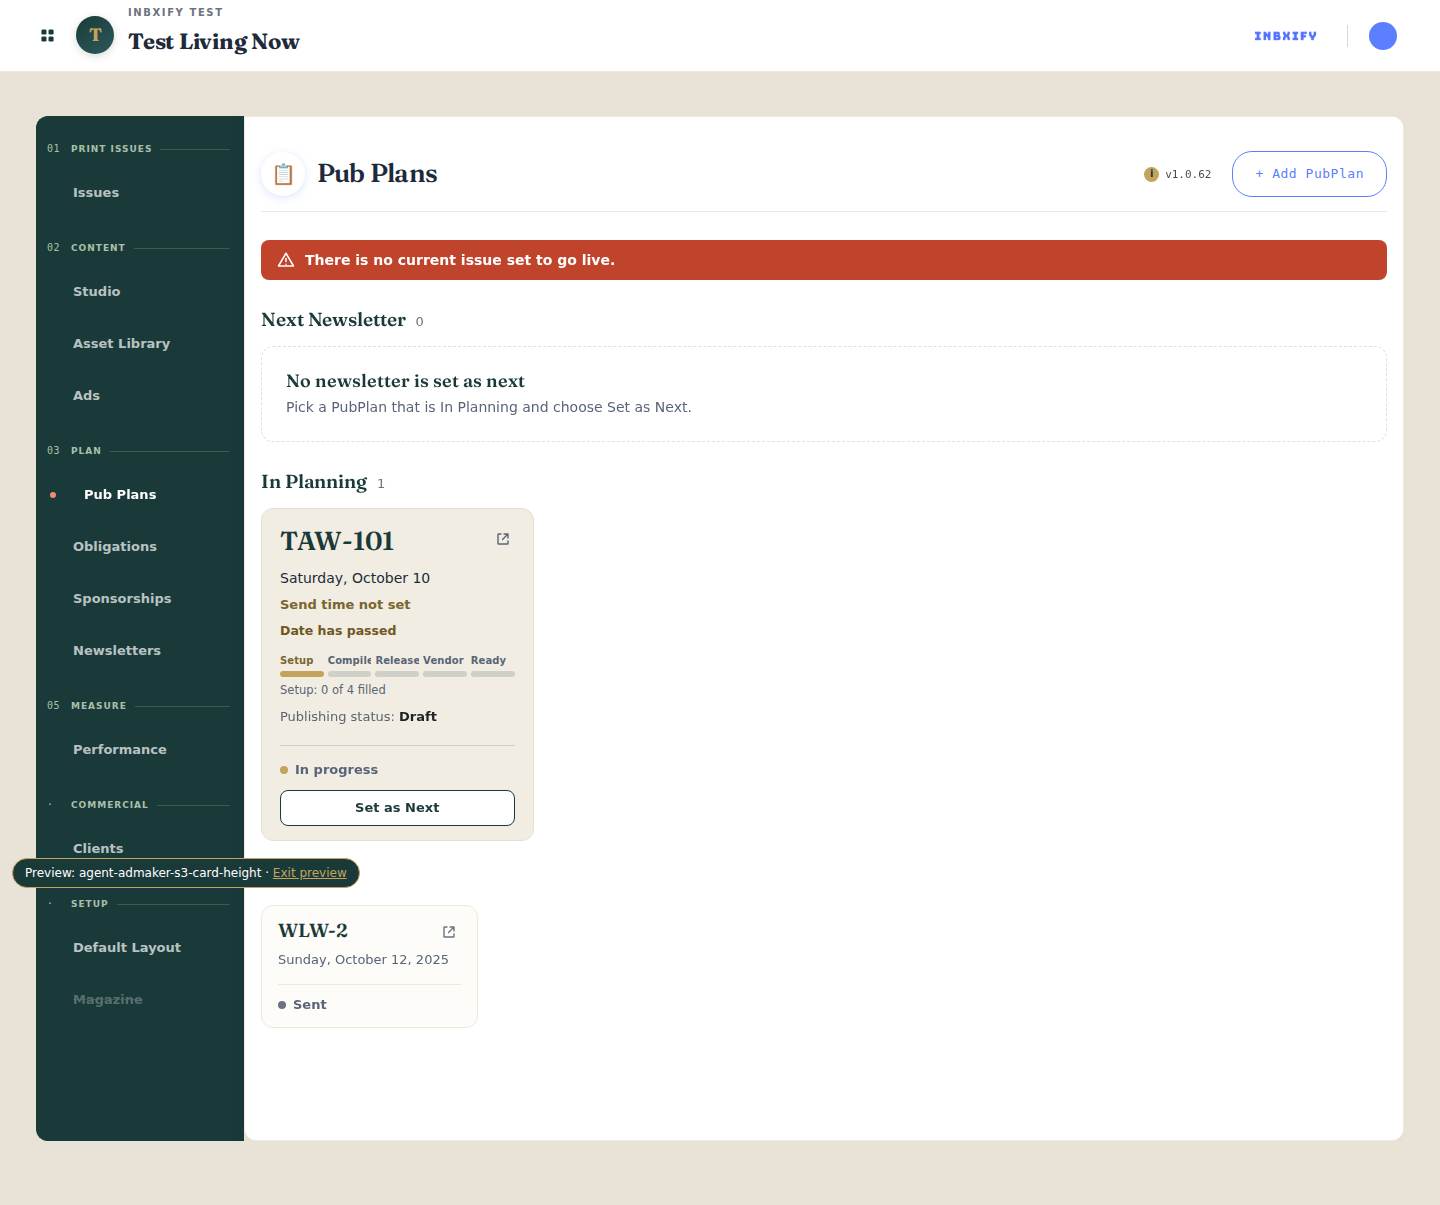 INBXIFY TEST
T
Test Living Now
INBXIFY
01 PRINT ISSUES
Issues
02 CONTENT
Studio
Asset Library
Ads
03 PLAN
Pub Plans
Obligations
Sponsorships
Newsletters
05 MEASURE
Performance
· COMMERCIAL
Clients
Preview: agent-admaker-s3-card-height · Exit preview
· SETUP
Default Layout
Magazine
Pub Plans
i v1.0.62
+ Add PubPlan
There is no current issue set to go live.
Next Newsletter 0
No newsletter is set as next
Pick a PubPlan that is In Planning and choose Set as Next.
In Planning 1
TAW-101
Saturday, October 10
Send time not set
Date has passed
Setup Compile Release Vendor Ready
Setup: 0 of 4 filled
Publishing status: Draft
In progress
Set as Next
WLW-2
Sunday, October 12, 2025
Sent